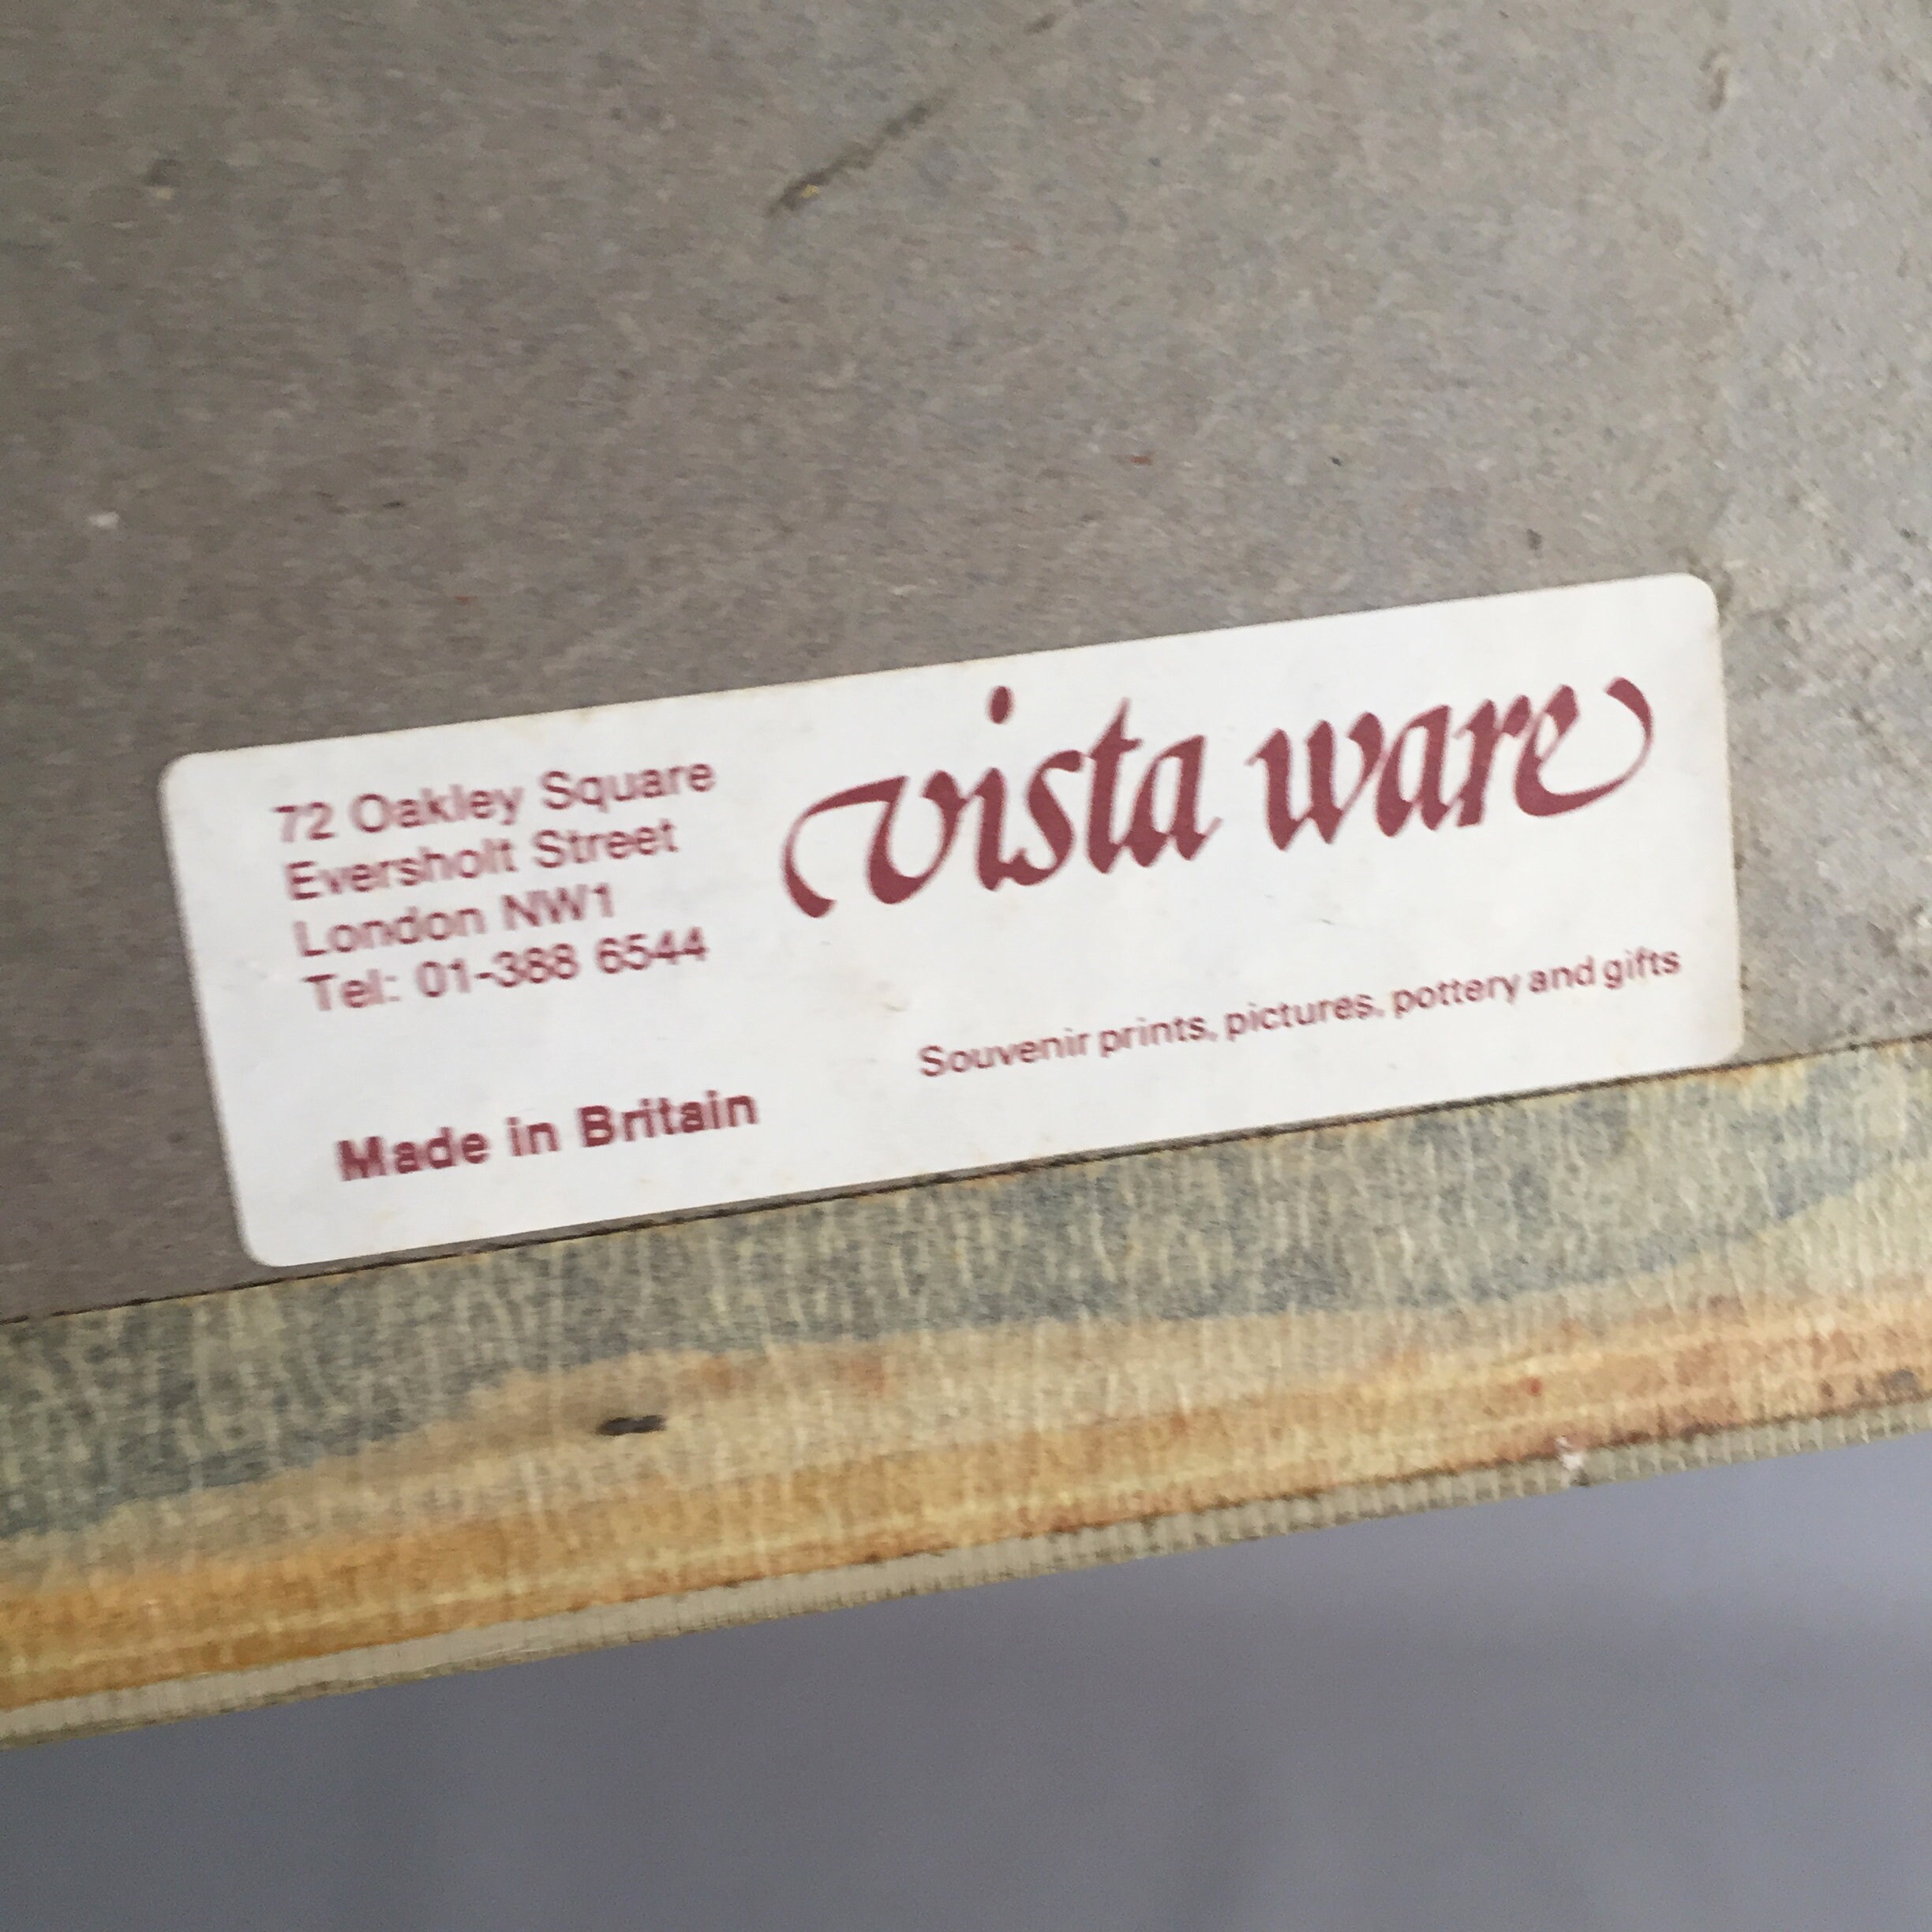 72 Oakley Square
Eversholt Street
London NW1
Tel: 01-388 6544
Made in Britain
vista ware
Souvenir prints, pictures, pottery and gifts